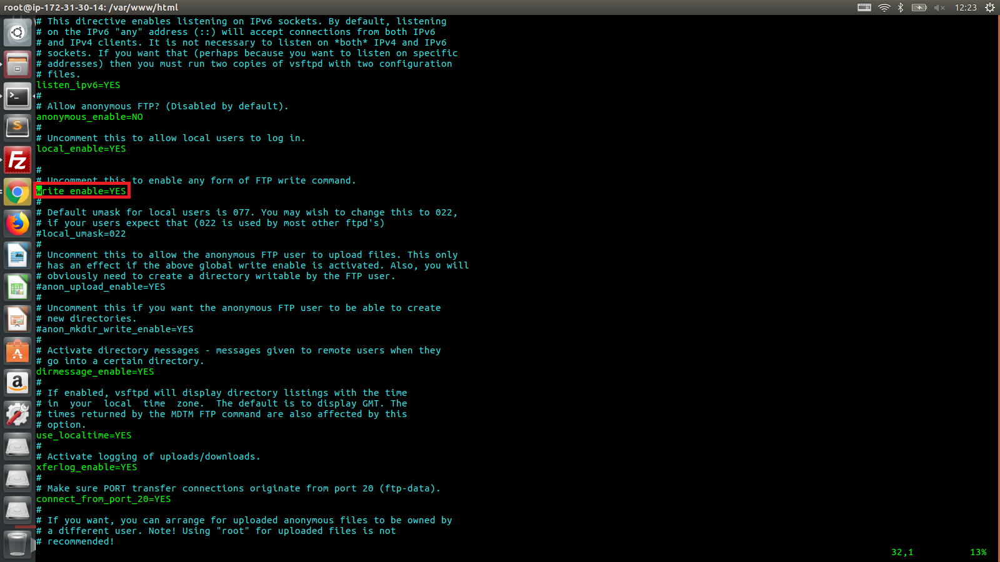 root@ip-172-31-30-14: /var/www/html
12:23
# This directive enables listening on IPv6 sockets. By default, listening
# on the IPv6 "any" address (::) will accept connections from both IPv6
# and IPv4 clients. It is not necessary to listen on *both* IPv4 and IPv6
# sockets. If you want that (perhaps because you want to listen on specific
# addresses) then you must run two copies of vsftpd with two configuration
# files.
listen_ipv6=YES
#
# Allow anonymous FTP? (Disabled by default).
anonymous_enable=NO
#
# Uncomment this to allow local users to log in.
local_enable=YES
#
# Uncomment this to enable any form of FTP write command.
write_enable=YES
#
# Default umask for local users is 077. You may wish to change this to 022,
# if your users expect that (022 is used by most other ftpd's)
#local_umask=022
#
# Uncomment this to allow the anonymous FTP user to upload files. This only
# has an effect if the above global write enable is activated. Also, you will
# obviously need to create a directory writable by the FTP user.
#anon_upload_enable=YES
#
# Uncomment this if you want the anonymous FTP user to be able to create
# new directories.
#anon_mkdir_write_enable=YES
#
# Activate directory messages - messages given to remote users when they
# go into a certain directory.
dirmessage_enable=YES
#
# If enabled, vsftpd will display directory listings with the time
# in  your  local  time  zone.  The default is to display GMT. The
# times returned by the MDTM FTP command are also affected by this
# option.
use_localtime=YES
#
# Activate logging of uploads/downloads.
xferlog_enable=YES
#
# Make sure PORT transfer connections originate from port 20 (ftp-data).
connect_from_port_20=YES
#
# If you want, you can arrange for uploaded anonymous files to be owned by
# a different user. Note! Using "root" for uploaded files is not
# recommended!
32,1 13%